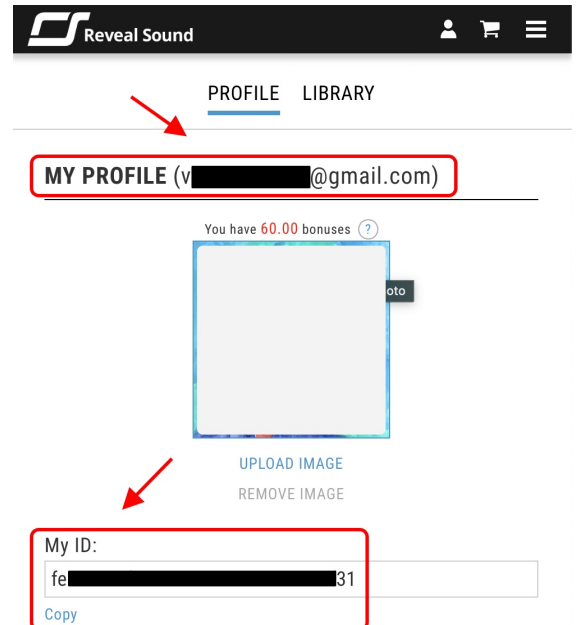 Reveal Sound
PROFILE LIBRARY
MY PROFILE (v @gmail.com)
You have 60.00 bonuses ?
oto
UPLOAD IMAGE
REMOVE IMAGE
My ID:
fe 31
Copy